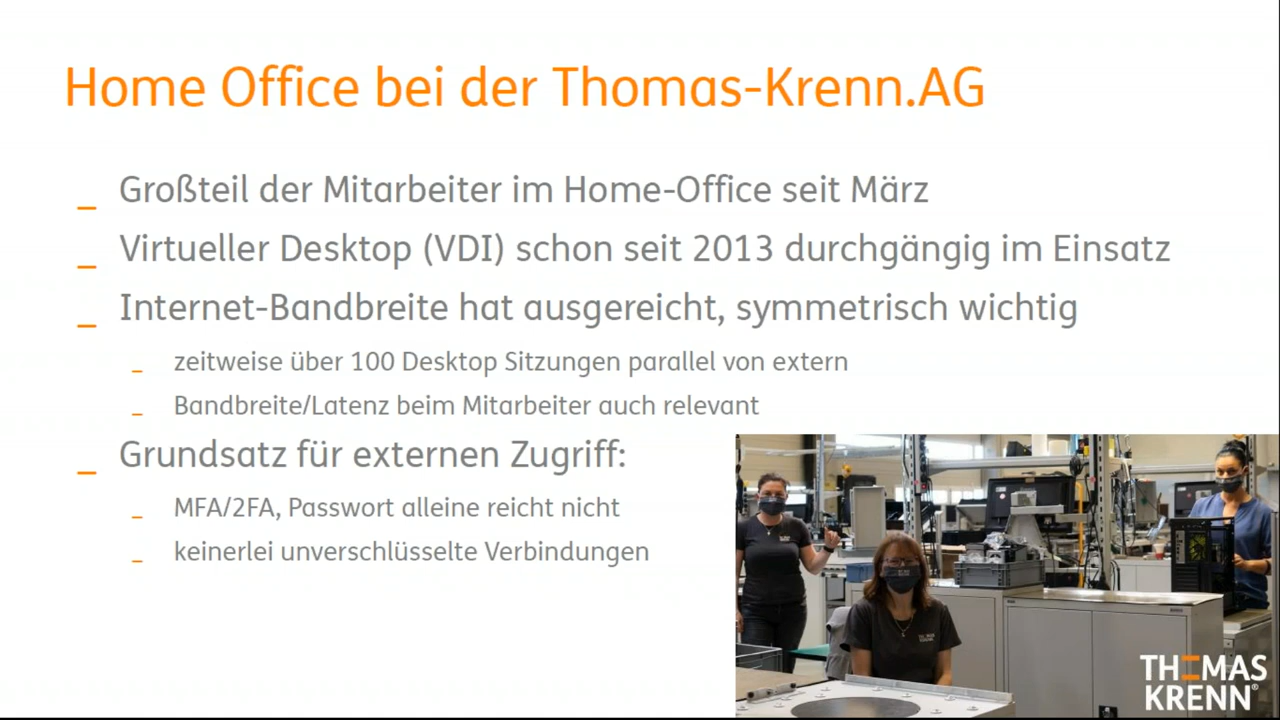 Home Office bei der Thomas-Krenn.AG
_ Großteil der Mitarbeiter im Home-Office seit März
_ Virtueller Desktop (VDI) schon seit 2013 durchgängig im Einsatz
_ Internet-Bandbreite hat ausgereicht, symmetrisch wichtig
_ zeitweise über 100 Desktop Sitzungen parallel von extern
_ Bandbreite/Latenz beim Mitarbeiter auch relevant
_ Grundsatz für externen Zugriff:
_ MFA/2FA, Passwort alleine reicht nicht
_ keinerlei unverschlüsselte Verbindungen
THOMAS
KRENN®